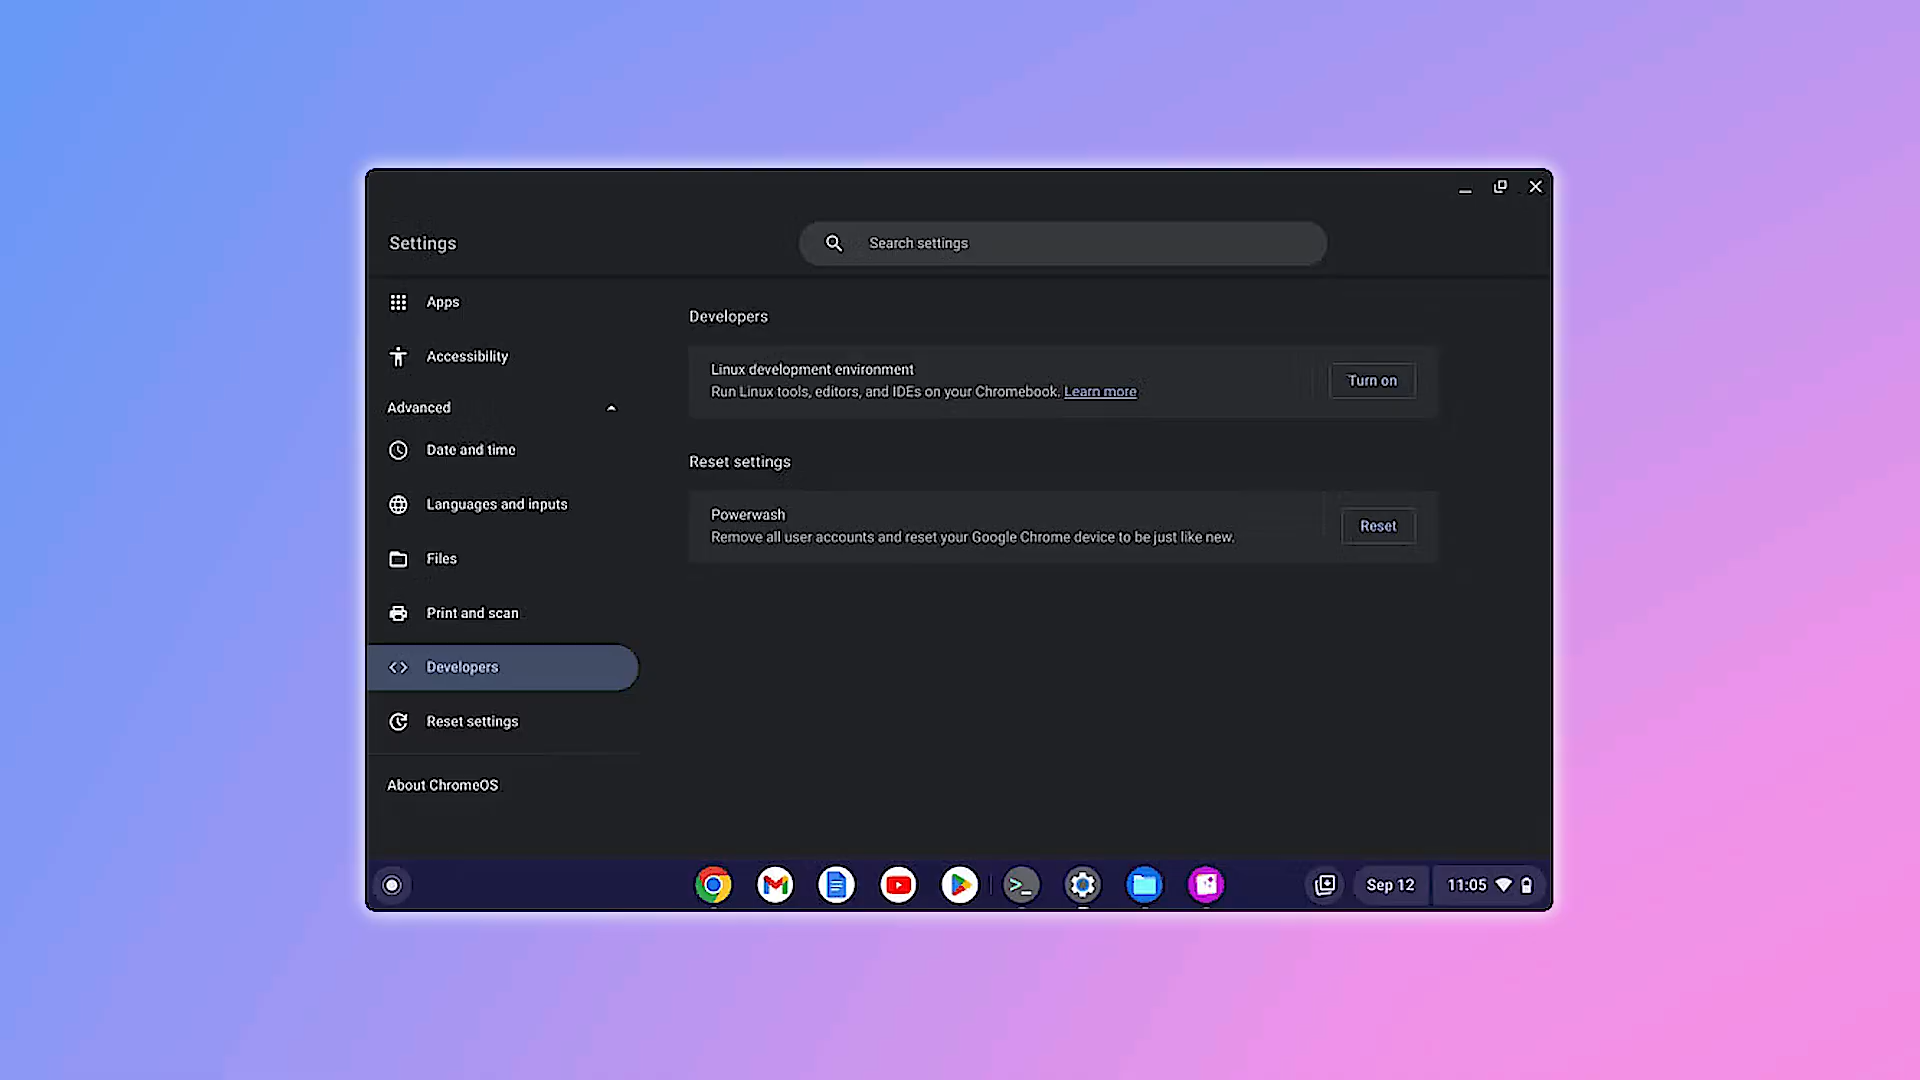 Settings
Search settings
Apps
Accessibility
Advanced
Date and time
Languages and inputs
Files
Print and scan
Developers
Reset settings
About ChromeOS
Developers
Linux development environment
Run Linux tools, editors, and IDEs on your Chromebook. Learn more
Turn on
Reset settings
Powerwash
Remove all user accounts and reset your Google Chrome device to be just like new.
Reset
Sep 12
11:05